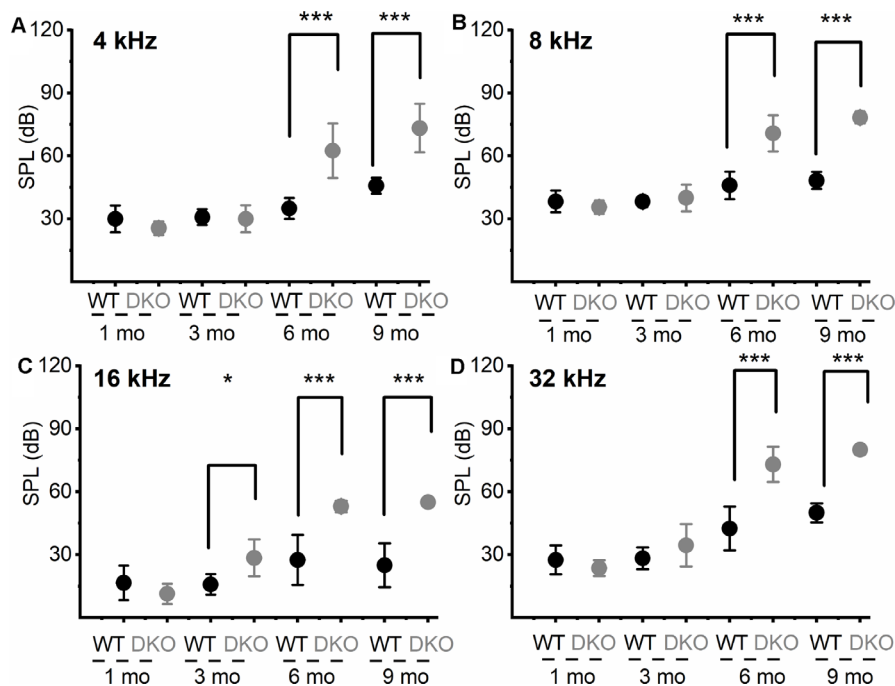 A
4 kHz
*** ***
120
90
60
30
SPL (dB)
WT DKO WT DKO WT DKO WT DKO
1 mo 3 mo 6 mo 9 mo
B
8 kHz
*** ***
120
90
60
30
SPL (dB)
WT DKO WT DKO WT DKO WT DKO
1 mo 3 mo 6 mo 9 mo
C
16 kHz
* *** ***
120
90
60
30
SPL (dB)
WT DKO WT DKO WT DKO WT DKO
1 mo 3 mo 6 mo 9 mo
D
32 kHz
*** ***
120
90
60
30
SPL (dB)
WT DKO WT DKO WT DKO WT DKO
1 mo 3 mo 6 mo 9 mo